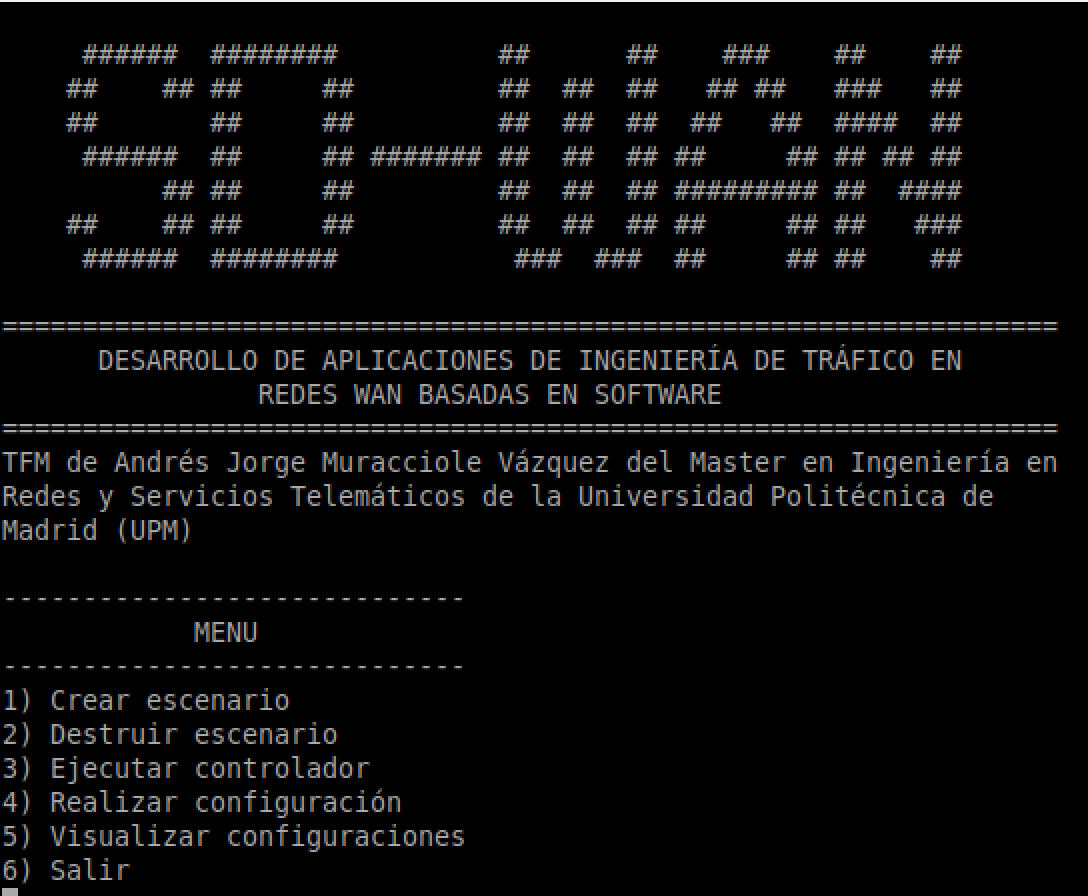 SD-WAN
==================================================================
DESARROLLO DE APLICACIONES DE INGENIERÍA DE TRÁFICO EN
REDES WAN BASADAS EN SOFTWARE
==================================================================
TFM de Andrés Jorge Muracciole Vázquez del Master en Ingeniería en
Redes y Servicios Telemáticos de la Universidad Politécnica de
Madrid (UPM)
-----------------------------
MENU
-----------------------------
1) Crear escenario
2) Destruir escenario
3) Ejecutar controlador
4) Realizar configuración
5) Visualizar configuraciones
6) Salir